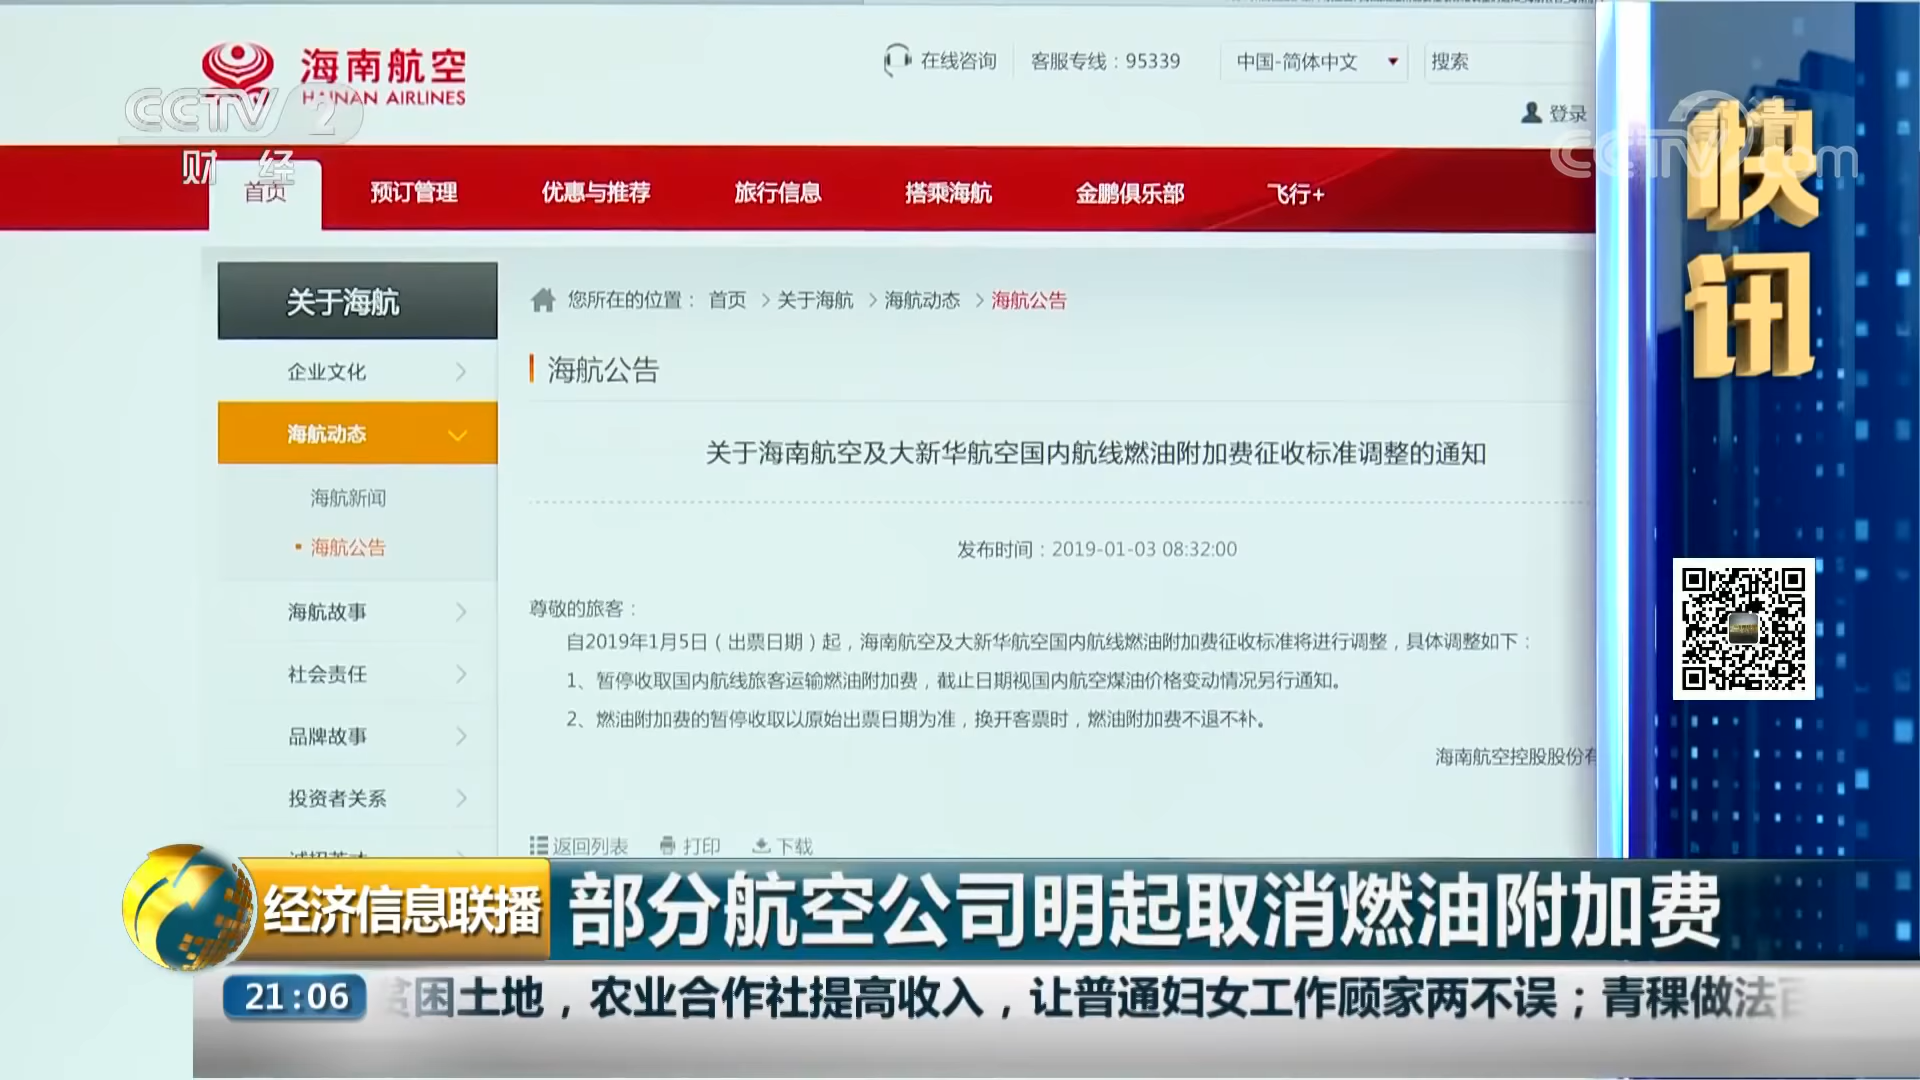 海南航空
HAINAN AIRLINES
CCTV 2
财经
在线咨询
客服专线：95339
中国-简体中文
搜索
登录
CCTV.com
快讯
首页
预订管理
优惠与推荐
旅行信息
搭乘海航
金鹏俱乐部
飞行+
关于海航
企业文化
海航动态
海航新闻
海航公告
海航故事
社会责任
品牌故事
投资者关系
您所在的位置： 首页 > 关于海航 > 海航动态 > 海航公告
海航公告
关于海南航空及大新华航空国内航线燃油附加费征收标准调整的通知
发布时间：2019-01-03 08:32:00
尊敬的旅客：
自2019年1月5日（出票日期）起，海南航空及大新华航空国内航线燃油附加费征收标准将进行调整，具体调整如下：
1、暂停收取国内航线旅客运输燃油附加费，截止日期视国内航空煤油价格变动情况另行通知。
2、燃油附加费的暂停收取以原始出票日期为准，换开客票时，燃油附加费不退不补。
海南航空控股股份有
返回列表 打印 下载
经济信息联播
部分航空公司明起取消燃油附加费
21:06
贫困土地，农业合作社提高收入，让普通妇女工作顾家两不误；青稞做法